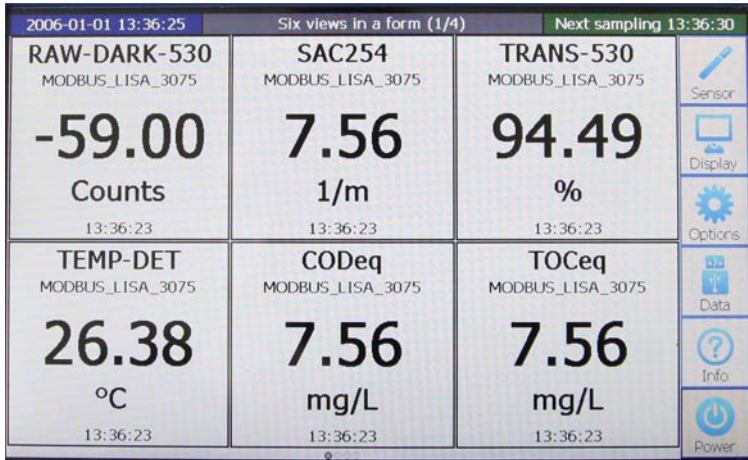 2006-01-01 13:36:25 Six views in a form (1/4) Next sampling 13:36:30
RAW-DARK-530
MODBUS_LISA_3075
-59.00
Counts
13:36:23
SAC254
MODBUS_LISA_3075
7.56
1/m
13:36:23
TRANS-530
MODBUS_LISA_3075
94.49
%
13:36:23
TEMP-DET
MODBUS_LISA_3075
26.38
°C
13:36:23
CODeq
MODBUS_LISA_3075
7.56
mg/L
13:36:23
TOCeq
MODBUS_LISA_3075
7.56
mg/L
13:36:23
Sensor
Display
Options
Data
Info
Power